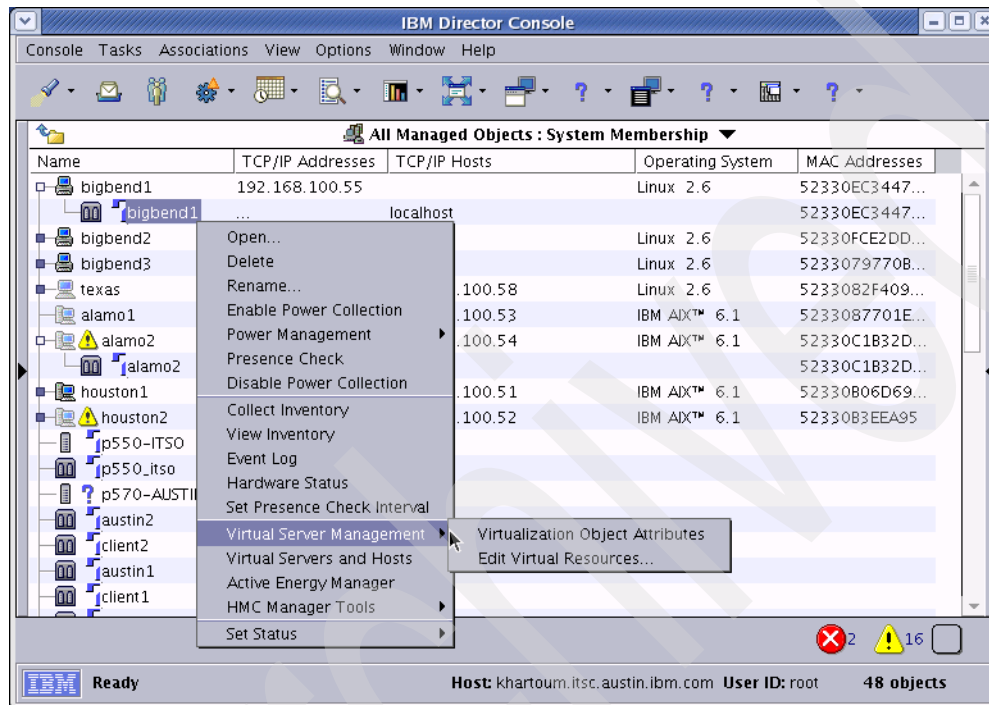 IBM Director Console
Console Tasks Associations View Options Window Help
All Managed Objects : System Membership
Name TCP/IP Addresses TCP/IP Hosts Operating System MAC Addresses
bigbend1 192.168.100.55 Linux 2.6 52330EC3447...
bigbend1 ... localhost 52330EC3447...
bigbend2 Linux 2.6 52330FCE2DD...
bigbend3 Linux 2.6 5233079770B...
texas .100.58 Linux 2.6 5233082F409...
alamo1 .100.53 IBM AIX™ 6.1 52330B7701E...
alamo2 .100.54 IBM AIX™ 6.1 52330C1B32D...
alamo2 52330C1B32D...
houston1 .100.51 IBM AIX™ 6.1 52330B06D69...
houston2 .100.52 IBM AIX™ 6.1 52330B3EEA95
p550-ITSO
p550_itso
p570-AUSTI
austin2
client2
austin1
client1
Open...
Delete
Rename...
Enable Power Collection
Power Management
Presence Check
Disable Power Collection
Collect Inventory
View Inventory
Event Log
Hardware Status
Set Presence Check Interval
Virtual Server Management
Virtual Servers and Hosts
Active Energy Manager
HMC Manager Tools
Set Status
Virtualization Object Attributes
Edit Virtual Resources...
2 16
IBM Ready Host: khartoum.itsc.austin.ibm.com User ID: root 48 objects